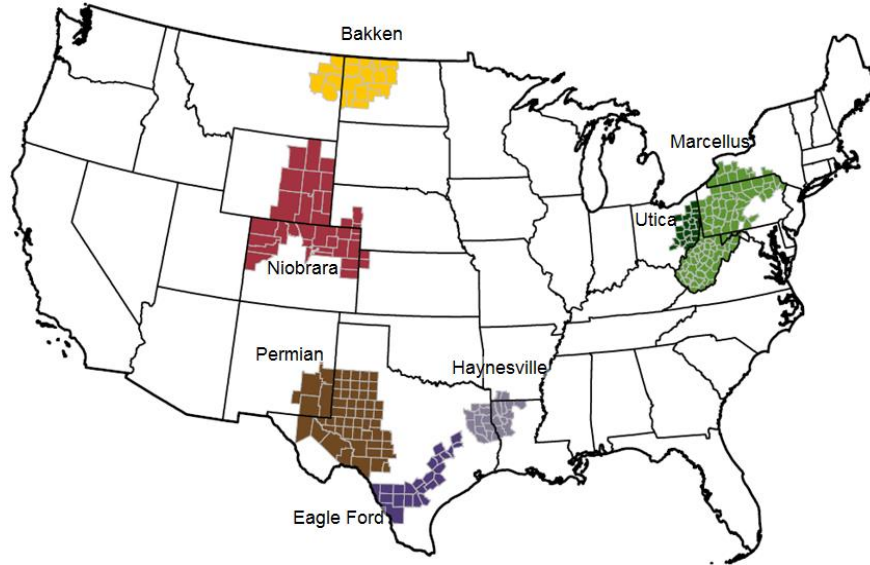 Bakken
Marcellus
Utica
Niobrara
Permian
Haynesville
Eagle Ford